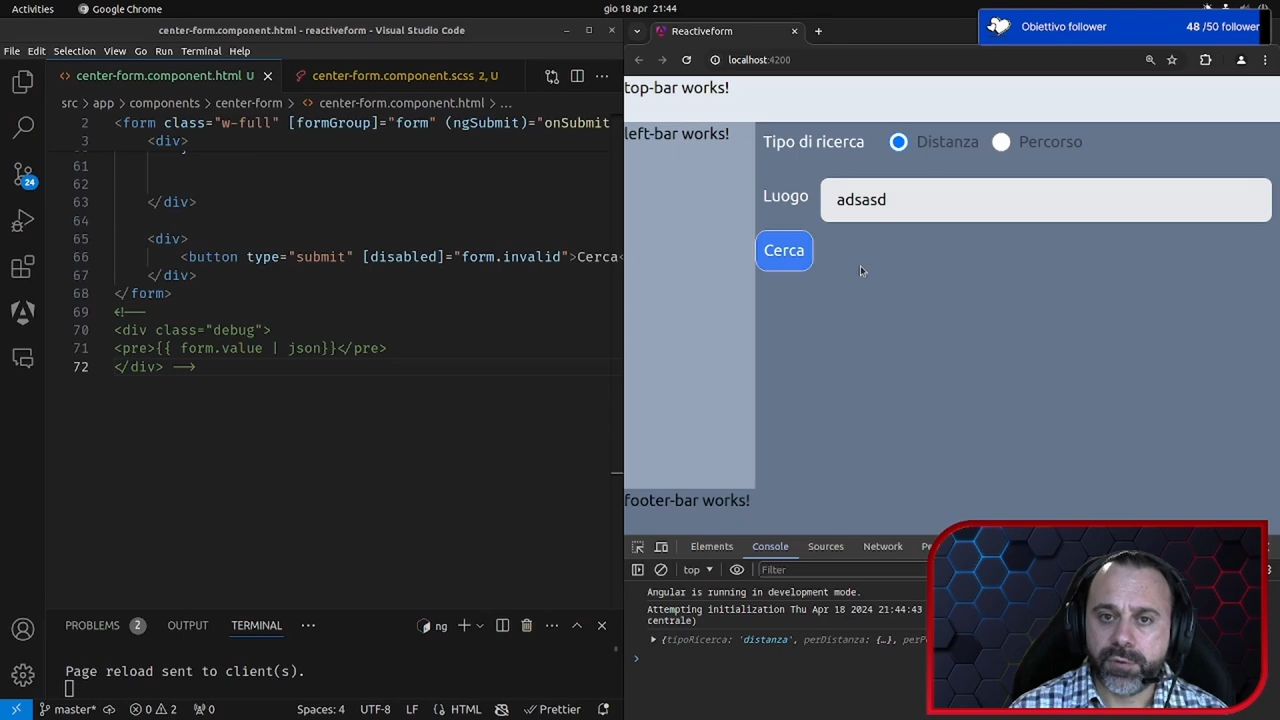 Activities
Google Chrome
gio 18 apr 21:44
center-form.component.html - reactiveform - Visual Studio Code
File Edit Selection View Go Run Terminal Help
center-form.component.html U
center-form.component.scss 2, U
src > app > components > center-form > center-form.component.html > ...
2 <form class="w-full" [formGroup]="form" (ngSubmit)="onSubmit
3 <div>
61
62
63 </div>
64
65 <div>
66 <button type="submit" [disabled]="form.invalid">Cerca<
67 </div>
68 </form>
69 <!--
70 <div class="debug">
71 <pre>{{ form.value | json}}</pre>
72 </div> -->
24
PROBLEMS 2 OUTPUT TERMINAL
ng
Page reload sent to client(s).
master* 0 2 0 Spaces: 4 UTF-8 LF HTML Prettier
Obiettivo follower 48 /50 follower
Reactiveform
localhost:4200
top-bar works!
left-bar works!
Tipo di ricerca Distanza Percorso
Luogo adsasd
Cerca
footer-bar works!
Elements Console Sources Network
top Filter
Angular is running in development mode.
Attempting initialization Thu Apr 18 2024 21:44:43
centrale)
{tipoRicerca: 'distanza', perDistanza: {…}, perP